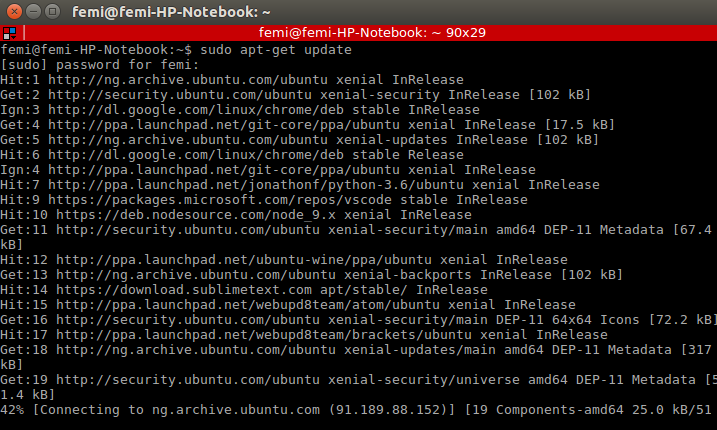 femi@femi-HP-Notebook: ~
femi@femi-HP-Notebook: ~ 90x29
femi@femi-HP-Notebook:~$ sudo apt-get update
[sudo] password for femi:
Hit:1 http://ng.archive.ubuntu.com/ubuntu xenial InRelease
Get:2 http://security.ubuntu.com/ubuntu xenial-security InRelease [102 kB]
Ign:3 http://dl.google.com/linux/chrome/deb stable InRelease
Get:4 http://ppa.launchpad.net/git-core/ppa/ubuntu xenial InRelease [17.5 kB]
Get:5 http://ng.archive.ubuntu.com/ubuntu xenial-updates InRelease [102 kB]
Hit:6 http://dl.google.com/linux/chrome/deb stable Release
Ign:4 http://ppa.launchpad.net/git-core/ppa/ubuntu xenial InRelease
Hit:7 http://ppa.launchpad.net/jonathonf/python-3.6/ubuntu xenial InRelease
Hit:9 https://packages.microsoft.com/repos/vscode stable InRelease
Hit:10 https://deb.nodesource.com/node_9.x xenial InRelease
Get:11 http://security.ubuntu.com/ubuntu xenial-security/main amd64 DEP-11 Metadata [67.4
kB]
Hit:12 http://ppa.launchpad.net/ubuntu-wine/ppa/ubuntu xenial InRelease
Get:13 http://ng.archive.ubuntu.com/ubuntu xenial-backports InRelease [102 kB]
Hit:14 https://download.sublimetext.com apt/stable/ InRelease
Hit:15 http://ppa.launchpad.net/webupd8team/atom/ubuntu xenial InRelease
Get:16 http://security.ubuntu.com/ubuntu xenial-security/main DEP-11 64x64 Icons [72.2 kB]
Hit:17 http://ppa.launchpad.net/webupd8team/brackets/ubuntu xenial InRelease
Get:18 http://ng.archive.ubuntu.com/ubuntu xenial-updates/main amd64 DEP-11 Metadata [317
kB]
Get:19 http://security.ubuntu.com/ubuntu xenial-security/universe amd64 DEP-11 Metadata [5
1.4 kB]
42% [Connecting to ng.archive.ubuntu.com (91.189.88.152)] [19 Components-amd64 25.0 kB/51